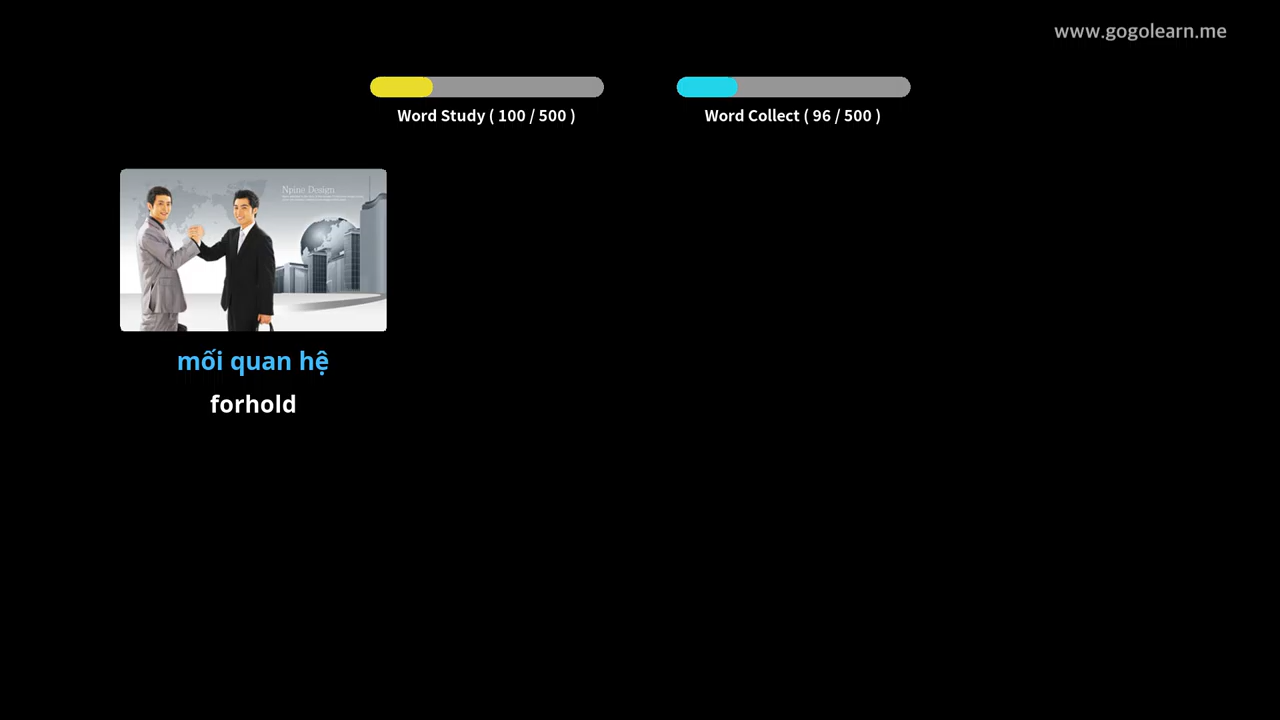 www.gogolearn.me
Word Study ( 100 / 500 )
Word Collect ( 96 / 500 )
Npine Design
mối quan hệ
forhold